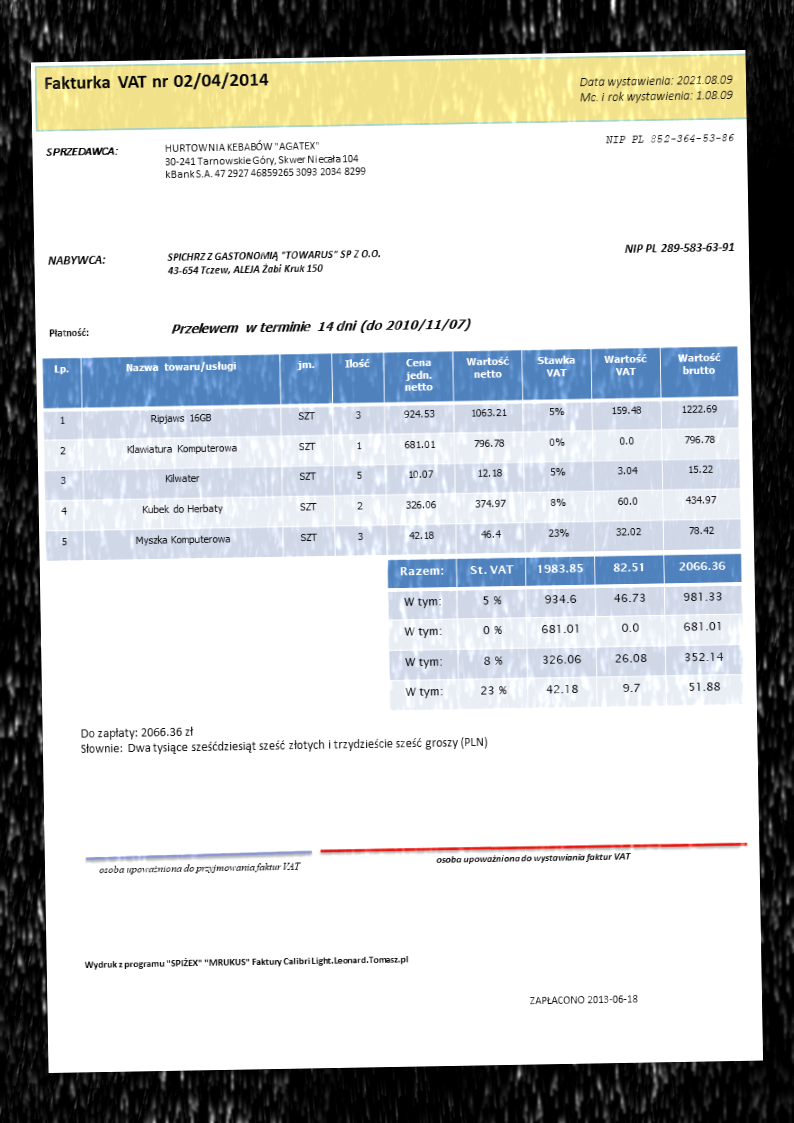 Fakturka VAT nr 02/04/2014
Data wystawienia: 2021.08.09
Mc. i rok wystawienia: 1.08.09
SPRZEDAWCA:
HURTOWNIA KEBABÓW "AGATEX"
30-241 Tarnowskie Góry, Skwer Niecała 104
kBank S.A. 47 2927 46859265 3093 2034 8299
NIP PL 852-364-53-86
NABYWCA:
SPICHRZ Z GASTONOMIĄ "TOWARUS" SP Z O.O.
43-654 Tczew, ALEJA Żabi Kruk 150
NIP PL 289-583-63-91
Płatność: Przelewem w terminie 14 dni (do 2010/11/07)
Lp. Nazwa towaru/usługi jm. Ilość Cena jedn. netto Wartość netto Stawka VAT Wartość VAT Wartość brutto
1 Ripjaws 16GB SZT 3 924.53 1063.21 5% 159.48 1222.69
2 Klawiatura Komputerowa SZT 1 681.01 796.78 0% 0.0 796.78
3 Kilwater SZT 5 10.07 12.18 5% 3.04 15.22
4 Kubek do Herbaty SZT 2 326.06 374.97 8% 60.0 434.97
5 Myszka Komputerowa SZT 3 42.18 46.4 23% 32.02 78.42
Razem: St. VAT 1983.85 82.51 2066.36
W tym: 5 % 934.6 46.73 981.33
W tym: 0 % 681.01 0.0 681.01
W tym: 8 % 326.06 26.08 352.14
W tym: 23 % 42.18 9.7 51.88
Do zapłaty: 2066.36 zł
Słownie: Dwa tysiące sześćdziesiąt sześć złotych i trzydzieście sześć groszy (PLN)
osoba upoważniona do przyjmowania faktur VAT
osoba upoważniona do wystawiania faktur VAT
Wydruk z programu "SPIŻEX" "MRUKUS" Faktury Calibri Light.Leonard.Tomasz.pl
ZAPŁACONO 2013-06-18